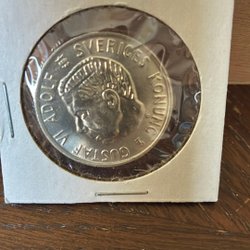 GUSTAF VI ADOLF SVERIGES KONUNG